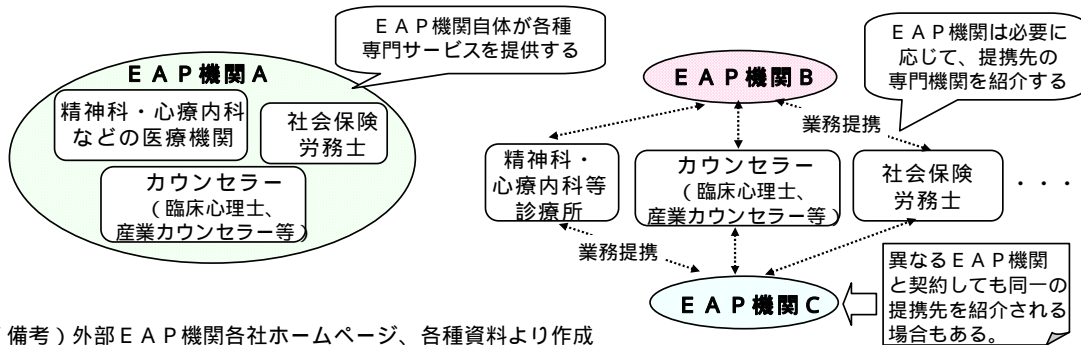 ＥＡＰ機関自体が各種
専門サービスを提供する
ＥＡＰ機関Ａ
精神科・心療内科
などの医療機関
社会保険
労務士
カウンセラー
（臨床心理士、
産業カウンセラー等）
ＥＡＰ機関は必要に
応じて、提携先の
専門機関を紹介する
ＥＡＰ機関Ｂ
業務提携
精神科・
心療内科等
診療所
カウンセラー
（臨床心理士、
産業カウンセラー等）
社会保険
労務士
・・・
業務提携
ＥＡＰ機関Ｃ
異なるＥＡＰ機関
と契約しても同一の
提携先を紹介される
場合もある。
備考）外部ＥＡＰ機関各社ホームページ、各種資料より作成